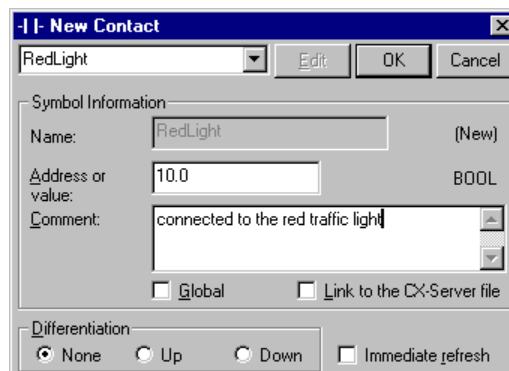 -| |- New Contact
RedLight Edit OK Cancel
Symbol Information
Name: RedLight (New)
Address or value: 10.0 BOOL
Comment: connected to the red traffic light
Global Link to the CX-Server file
Differentiation
None Up Down Immediate refresh